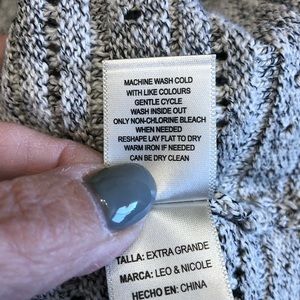 MACHINE WASH COLD
WITH LIKE COLOURS
GENTLE CYCLE
WASH INSIDE OUT
ONLY NON-CHLORINE BLEACH
WHEN NEEDED
RESHAPE LAY FLAT TO DRY
WARM IRON IF NEEDED
CAN BE DRY CLEAN
TALLA: EXTRA GRANDE
MARCA: LEO & NICOLE
HECHO EN: CHINA